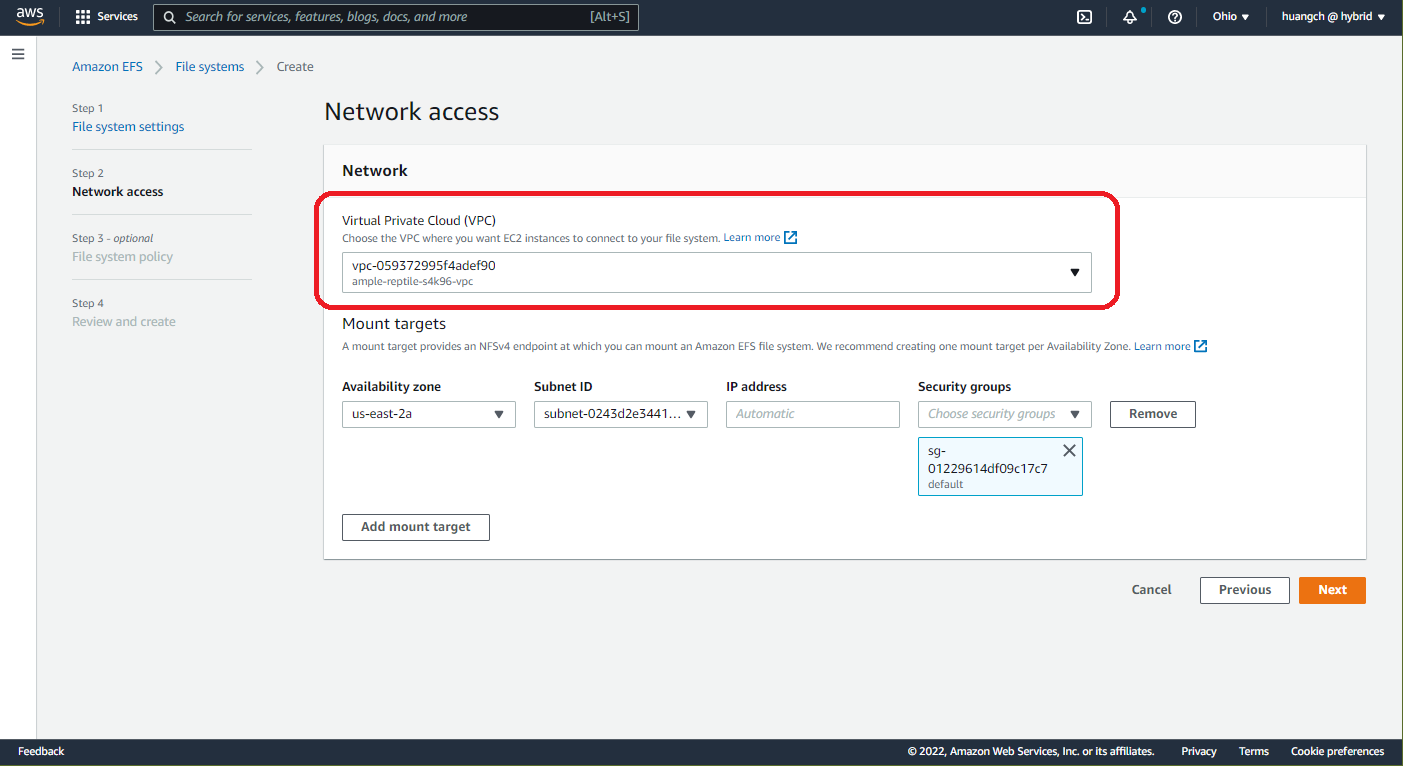 aws
Services
Search for services, features, blogs, docs, and more
[Alt+S]
Ohio
huangch @ hybrid
Amazon EFS
File systems
Create
Step 1
File system settings
Step 2
Network access
Step 3 - optional
File system policy
Step 4
Review and create
Network access
Network
Virtual Private Cloud (VPC)
Choose the VPC where you want EC2 instances to connect to your file system. Learn more
vpc-059372995f4adef90
ample-reptile-s4k96-vpc
Mount targets
A mount target provides an NFSv4 endpoint at which you can mount an Amazon EFS file system. We recommend creating one mount target per Availability Zone. Learn more
Availability zone
Subnet ID
IP address
Security groups
us-east-2a
subnet-0243d2e3441...
Automatic
Choose security groups
Remove
sg-
01229614df09c17c7
default
Add mount target
Cancel
Previous
Next
Feedback
© 2022, Amazon Web Services, Inc. or its affiliates.
Privacy
Terms
Cookie preferences